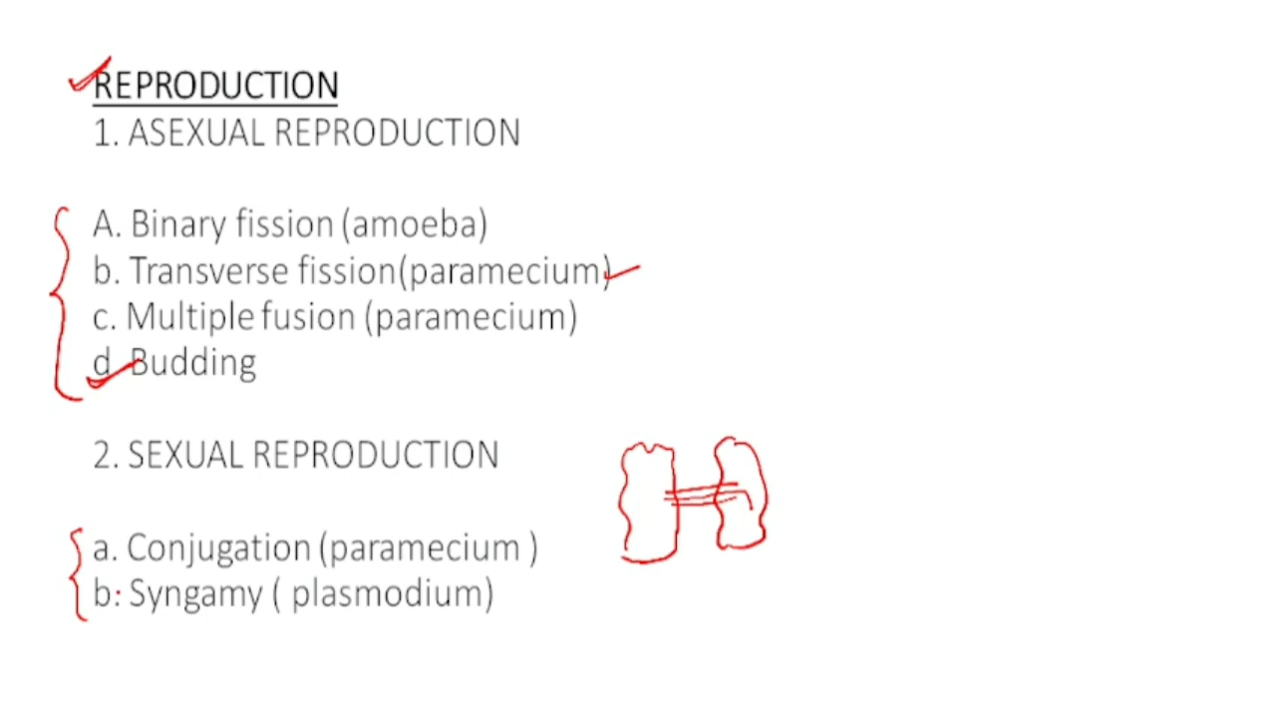 REPRODUCTION
1. ASEXUAL REPRODUCTION
A. Binary fission (amoeba)
b. Transverse fission(paramecium)
c. Multiple fusion (paramecium)
d. Budding
2. SEXUAL REPRODUCTION
a. Conjugation (paramecium )
b. Syngamy ( plasmodium)